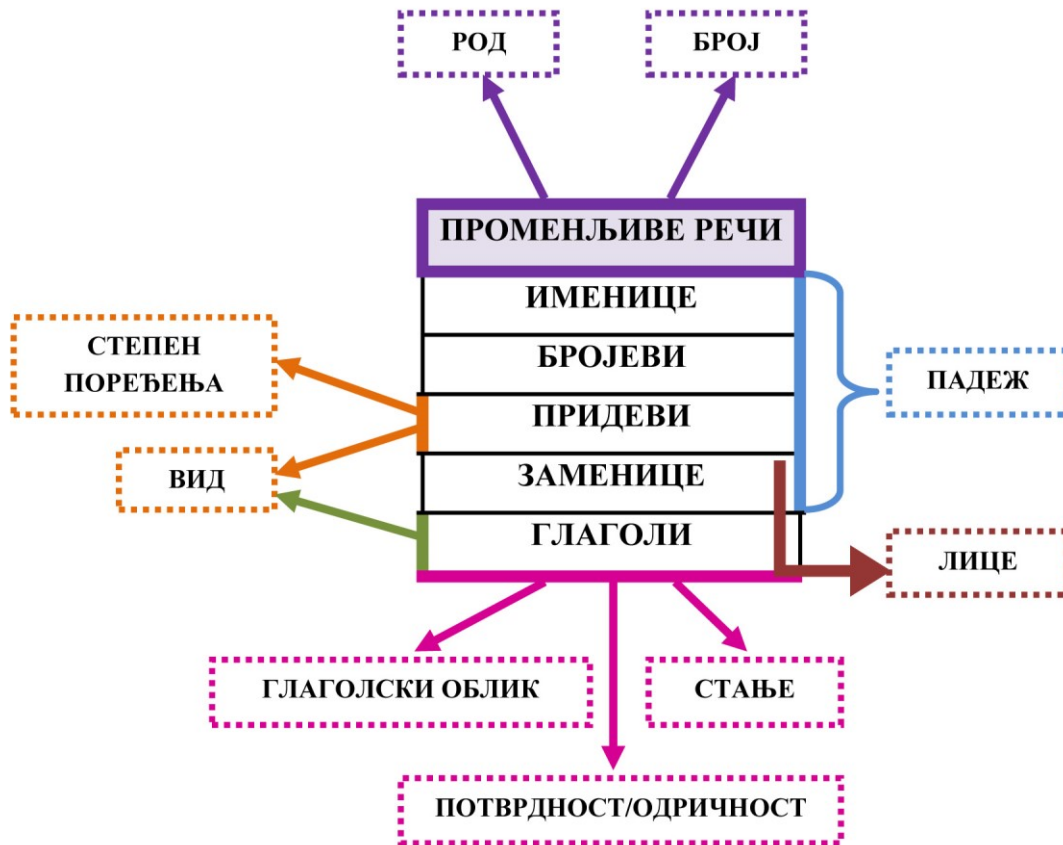 РОД
БРОЈ
ПРОМЕНЉИВЕ РЕЧИ
ИМЕНИЦЕ
БРОЈЕВИ
ПРИДЕВИ
ЗАМЕНИЦЕ
ГЛАГОЛИ
СТЕПЕН
ПОРЕЂЕЊА
ВИД
ПАДЕЖ
ЛИЦЕ
ГЛАГОЛСКИ ОБЛИК
СТАЊЕ
ПОТВРДНОСТ/ОДРИЧНОСТ